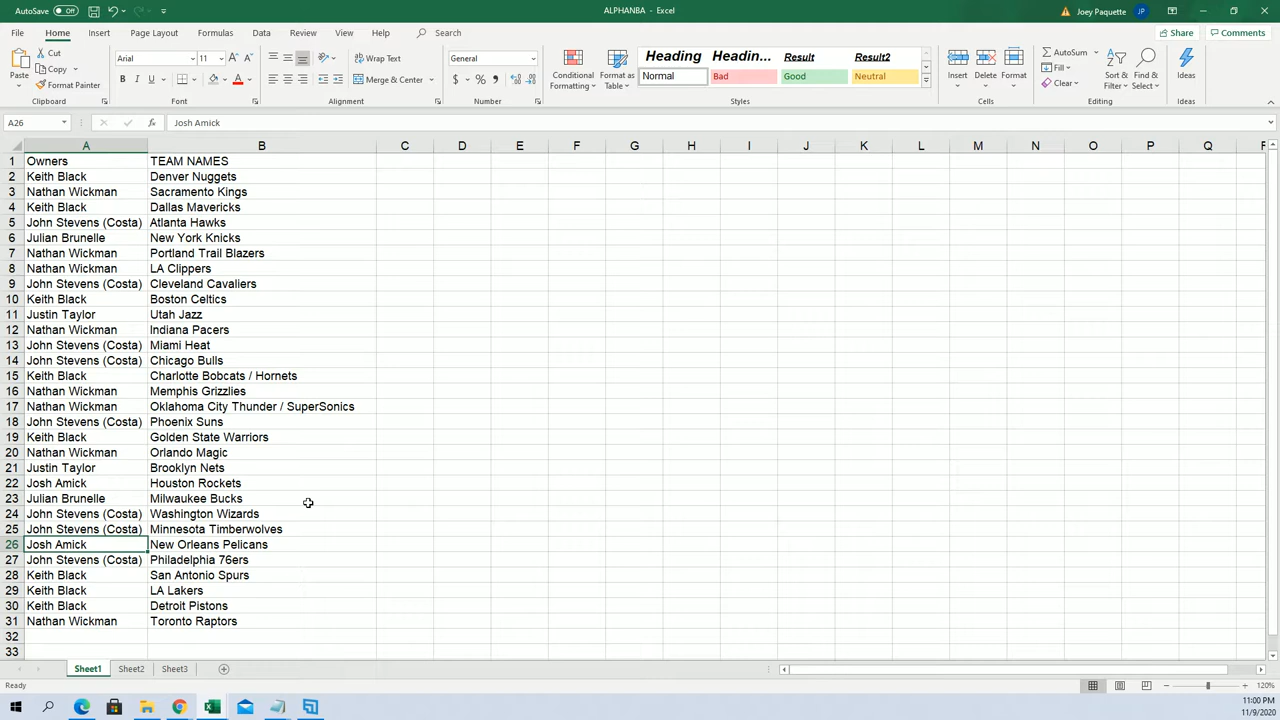 AutoSave Off ALPHANBA - Excel Joey Paquette JP
File Home Insert Page Layout Formulas Data Review View Help Search Share Comments
Paste Cut Copy Format Painter Clipboard
Arial 11 A A B I U A Font
Wrap Text Merge & Center Alignment
General $ % , Number
Conditional Formatting Format as Table
Heading Headin... Result Result2
Normal Bad Good Neutral Styles
Insert Delete Format Cells
AutoSum Fill Clear Sort & Filter Find & Select Editing
Ideas Ideas
A26 fx Josh Amick
A B C D E F G H I J K L M N O P Q F
1 Owners TEAM NAMES
2 Keith Black Denver Nuggets
3 Nathan Wickman Sacramento Kings
4 Keith Black Dallas Mavericks
5 John Stevens (Costa) Atlanta Hawks
6 Julian Brunelle New York Knicks
7 Nathan Wickman Portland Trail Blazers
8 Nathan Wickman LA Clippers
9 John Stevens (Costa) Cleveland Cavaliers
10 Keith Black Boston Celtics
11 Justin Taylor Utah Jazz
12 Nathan Wickman Indiana Pacers
13 John Stevens (Costa) Miami Heat
14 John Stevens (Costa) Chicago Bulls
15 Keith Black Charlotte Bobcats / Hornets
16 Nathan Wickman Memphis Grizzlies
17 Nathan Wickman Oklahoma City Thunder / SuperSonics
18 John Stevens (Costa) Phoenix Suns
19 Keith Black Golden State Warriors
20 Nathan Wickman Orlando Magic
21 Justin Taylor Brooklyn Nets
22 Josh Amick Houston Rockets
23 Julian Brunelle Milwaukee Bucks
24 John Stevens (Costa) Washington Wizards
25 John Stevens (Costa) Minnesota Timberwolves
26 Josh Amick New Orleans Pelicans
27 John Stevens (Costa) Philadelphia 76ers
28 Keith Black San Antonio Spurs
29 Keith Black LA Lakers
30 Keith Black Detroit Pistons
31 Nathan Wickman Toronto Raptors
32
33
Sheet1 Sheet2 Sheet3
Ready 120%
11:00 PM
11/9/2020